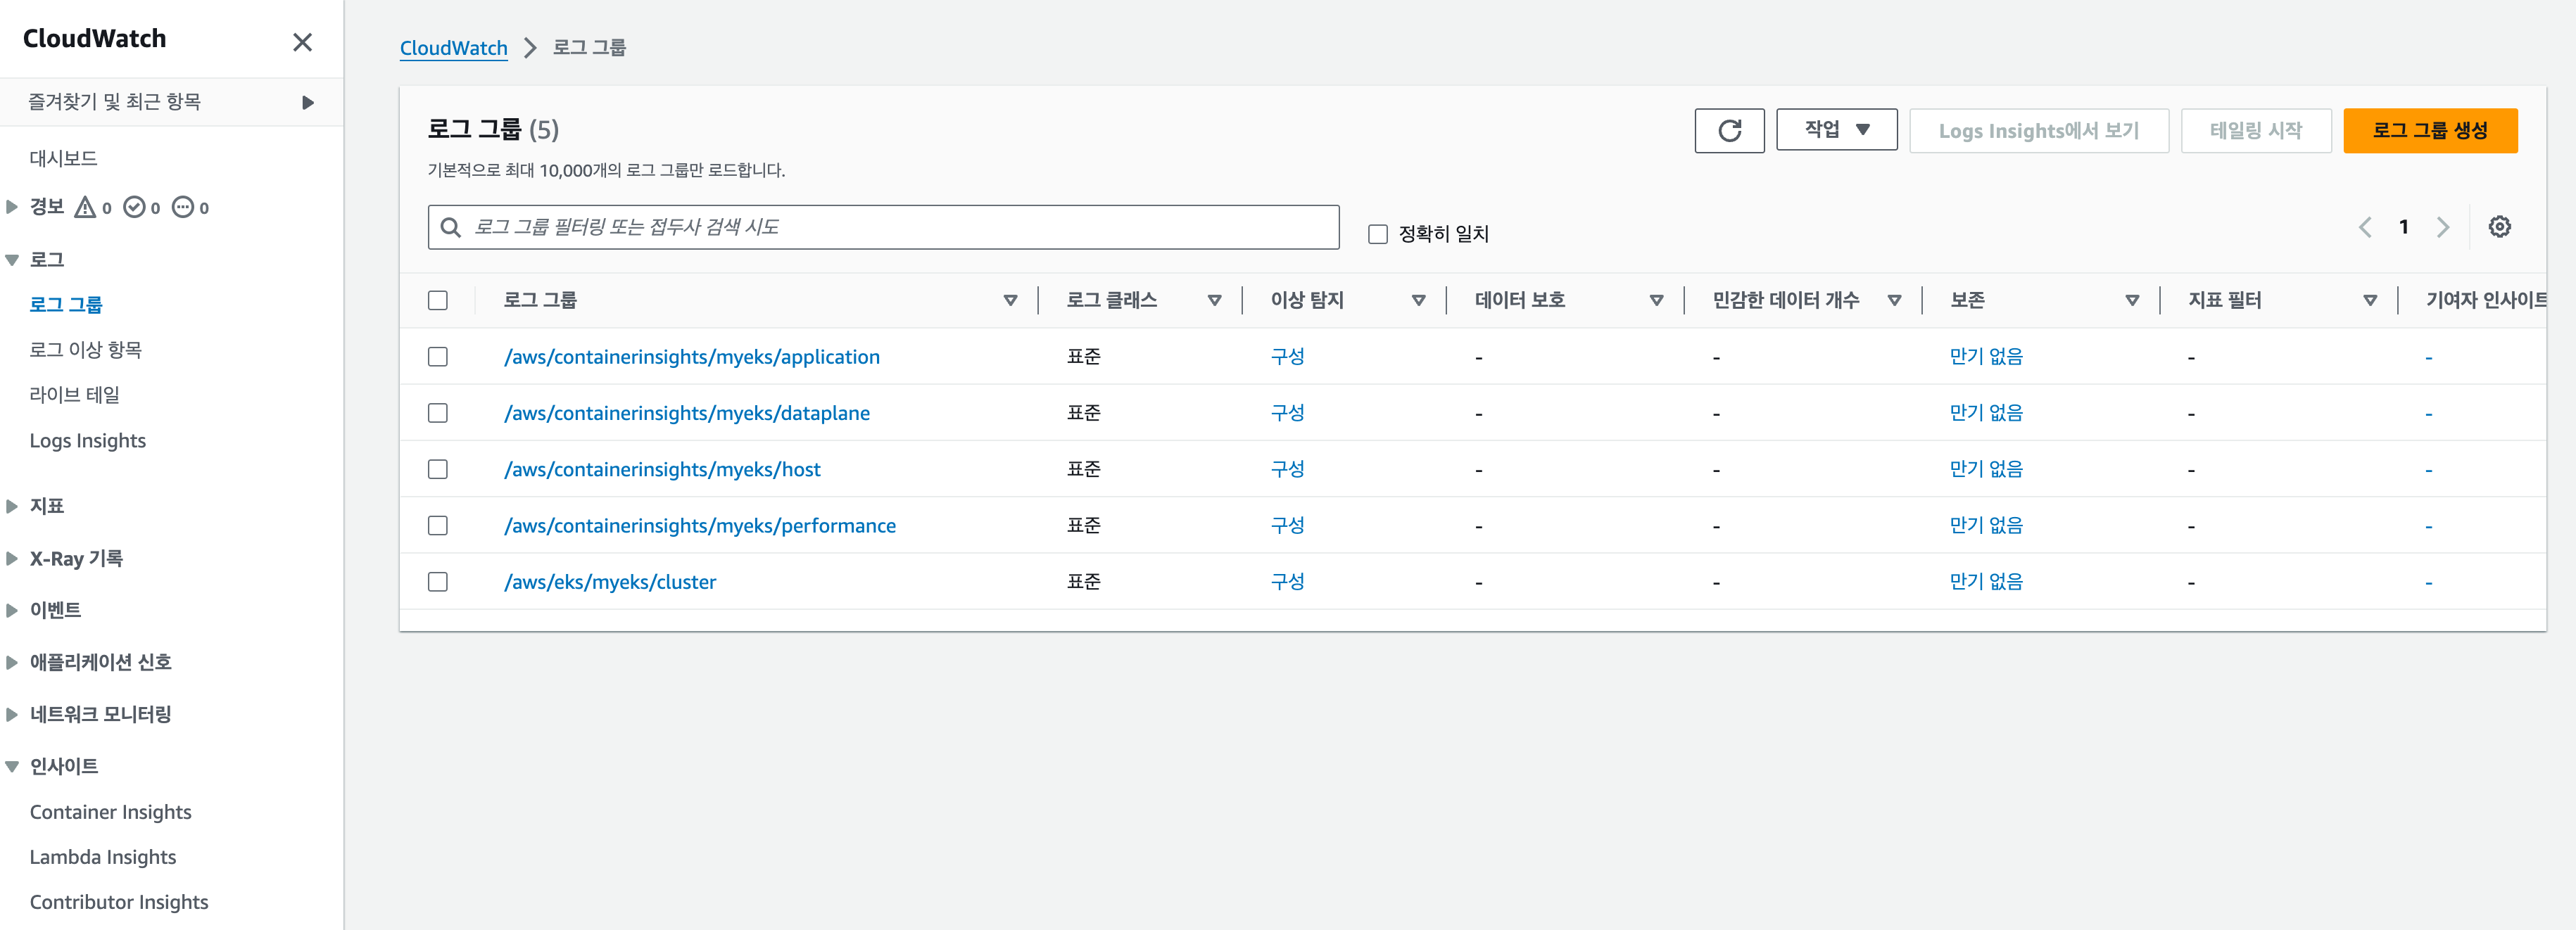 CloudWatch
즐겨찾기 및 최근 항목
대시보드
경보 0 0 0
로그
로그 그룹
로그 이상 항목
라이브 테일
Logs Insights
지표
X-Ray 기록
이벤트
애플리케이션 신호
네트워크 모니터링
인사이트
Container Insights
Lambda Insights
Contributor Insights
CloudWatch 로그 그룹
로그 그룹 (5)
기본적으로 최대 10,000개의 로그 그룹만 로드합니다.
작업 Logs Insights에서 보기 테일링 시작 로그 그룹 생성
로그 그룹 필터링 또는 접두사 검색 시도 정확히 일치 1
로그 그룹 로그 클래스 이상 탐지 데이터 보호 민감한 데이터 개수 보존 지표 필터 기여자 인사이트
/aws/containerinsights/myeks/application 표준 구성 - - 만기 없음 - -
/aws/containerinsights/myeks/dataplane 표준 구성 - - 만기 없음 - -
/aws/containerinsights/myeks/host 표준 구성 - - 만기 없음 - -
/aws/containerinsights/myeks/performance 표준 구성 - - 만기 없음 - -
/aws/eks/myeks/cluster 표준 구성 - - 만기 없음 - -